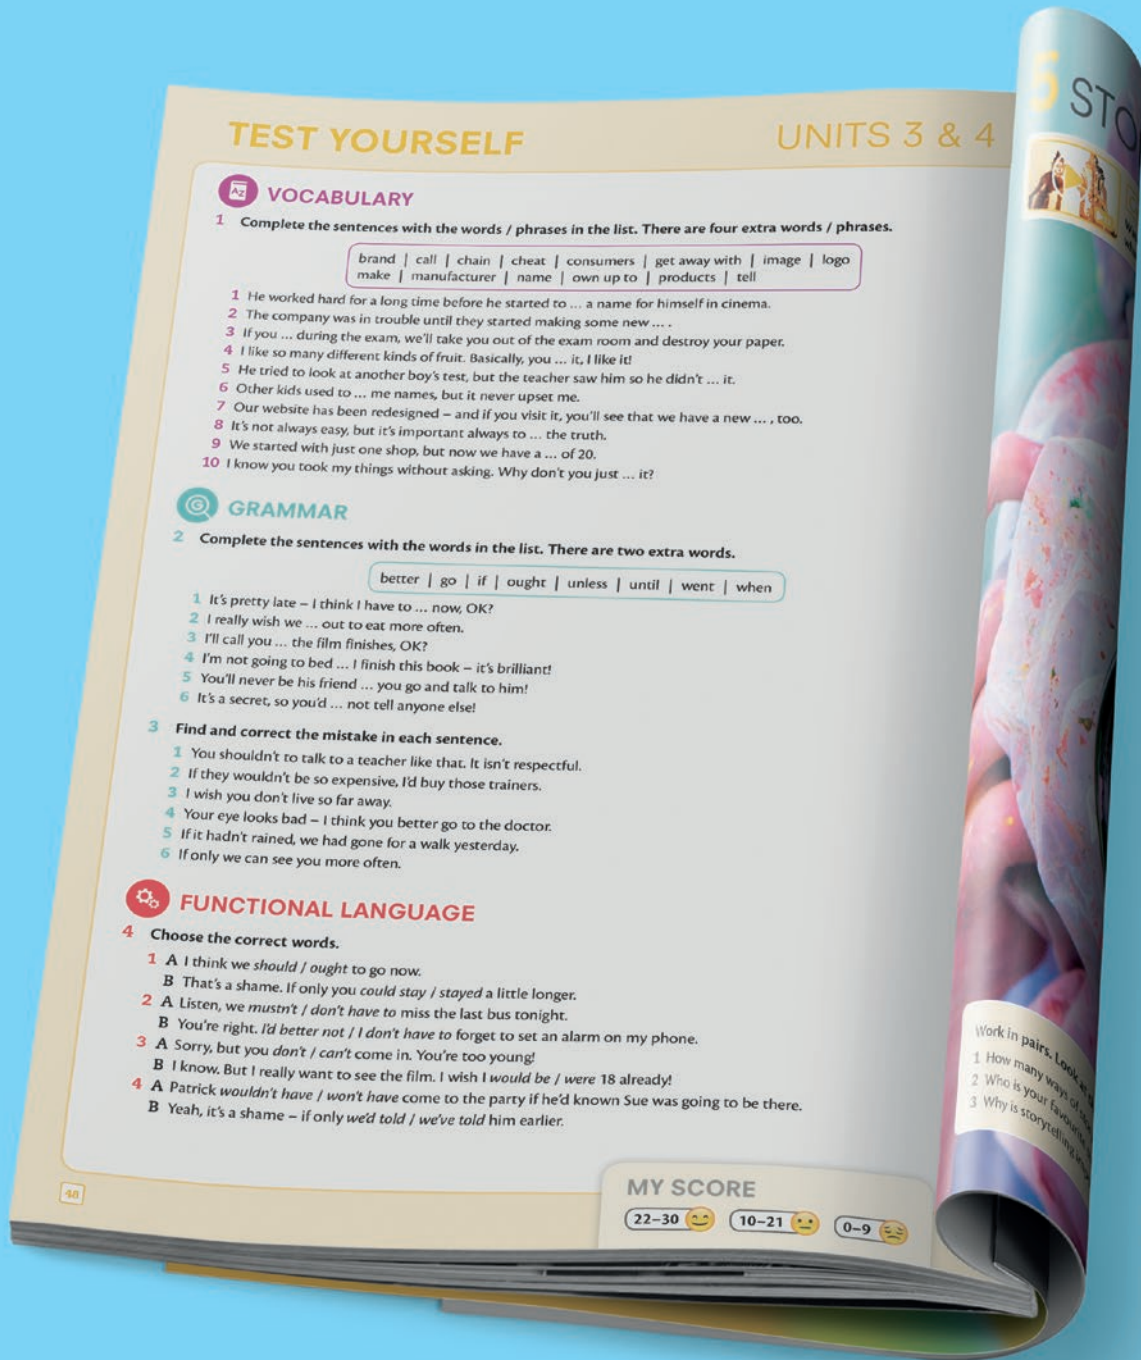 TEST YOURSELF
UNITS 3 & 4
AZ
VOCABULARY
1 Complete the sentences with the words / phrases in the list. There are four extra words / phrases.
brand | call | chain | cheat | consumers | get away with | image | logo
make | manufacturer | name | own up to | products | tell
1 He worked hard for a long time before he started to ... a name for himself in cinema.
2 The company was in trouble until they started making some new ... .
3 If you ... during the exam, we'll take you out of the exam room and destroy your paper.
4 I like so many different kinds of fruit. Basically, you ... it, I like it!
5 He tried to look at another boy's test, but the teacher saw him so he didn't ... it.
6 Other kids used to ... me names, but it never upset me.
7 Our website has been redesigned – and if you visit it, you'll see that we have a new ... , too.
8 It's not always easy, but it's important always to ... the truth.
9 We started with just one shop, but now we have a ... of 20.
10 I know you took my things without asking. Why don't you just ... it?
G
GRAMMAR
2 Complete the sentences with the words in the list. There are two extra words.
better | go | if | ought | unless | until | went | when
1 It's pretty late – I think I have to ... now, OK?
2 I really wish we ... out to eat more often.
3 I'll call you ... the film finishes, OK?
4 I'm not going to bed ... I finish this book – it's brilliant!
5 You'll never be his friend ... you go and talk to him!
6 It's a secret, so you'd ... not tell anyone else!
3 Find and correct the mistake in each sentence.
1 You shouldn't to talk to a teacher like that. It isn't respectful.
2 If they wouldn't be so expensive, I'd buy those trainers.
3 I wish you don't live so far away.
4 Your eye looks bad – I think you better go to the doctor.
5 If it hadn't rained, we had gone for a walk yesterday.
6 If only we can see you more often.
FUNCTIONAL LANGUAGE
4 Choose the correct words.
1 A I think we should / ought to go now.
B That's a shame. If only you could stay / stayed a little longer.
2 A Listen, we mustn't / don't have to miss the last bus tonight.
B You're right. I'd better not / I don't have to forget to set an alarm on my phone.
3 A Sorry, but you don't / can't come in. You're too young!
B I know. But I really want to see the film. I wish I would be / were 18 already!
4 A Patrick wouldn't have / won't have come to the party if he'd known Sue was going to be there.
B Yeah, it's a shame – if only we'd told / we've told him earlier.
48
MY SCORE
22–30
10–21
0–9
5 STO
Work in pairs. Look at
1 How many ways of
2 Who is your favourite
3 Why is storytelling